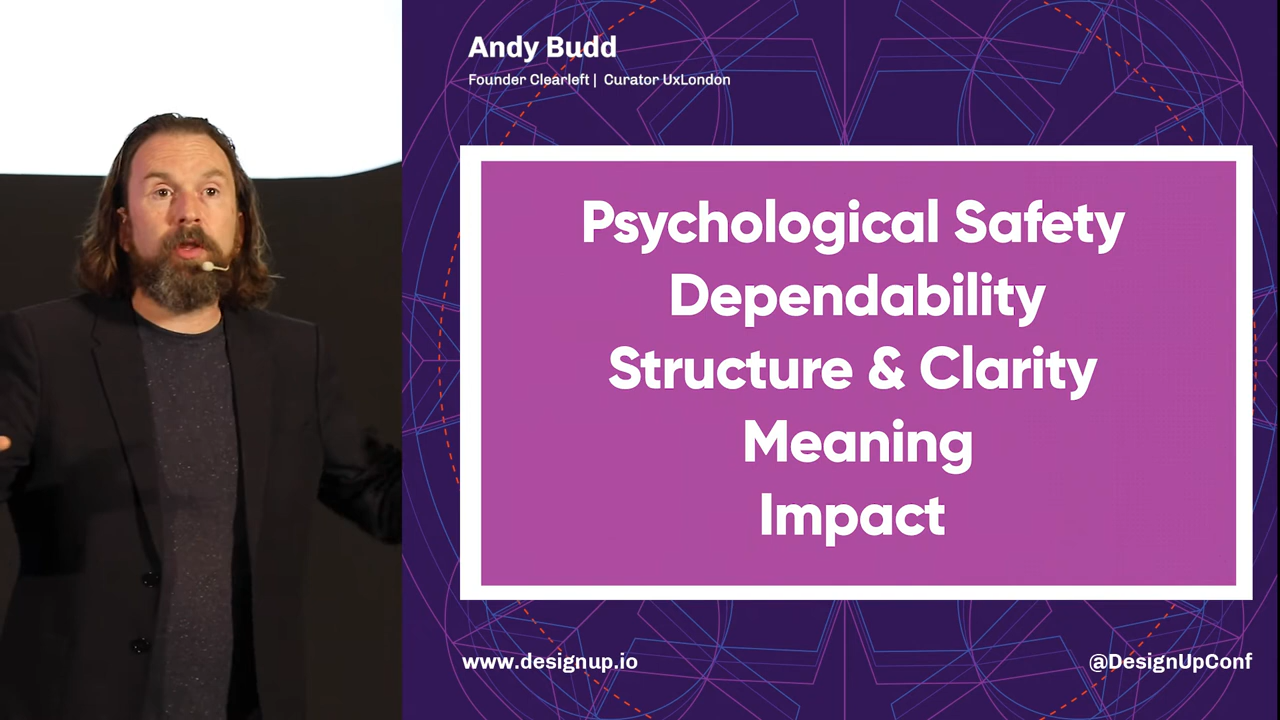 Andy Budd
Founder Clearleft | Curator UxLondon
Psychological Safety
Dependability
Structure & Clarity
Meaning
Impact
www.designup.io
@DesignUpConf